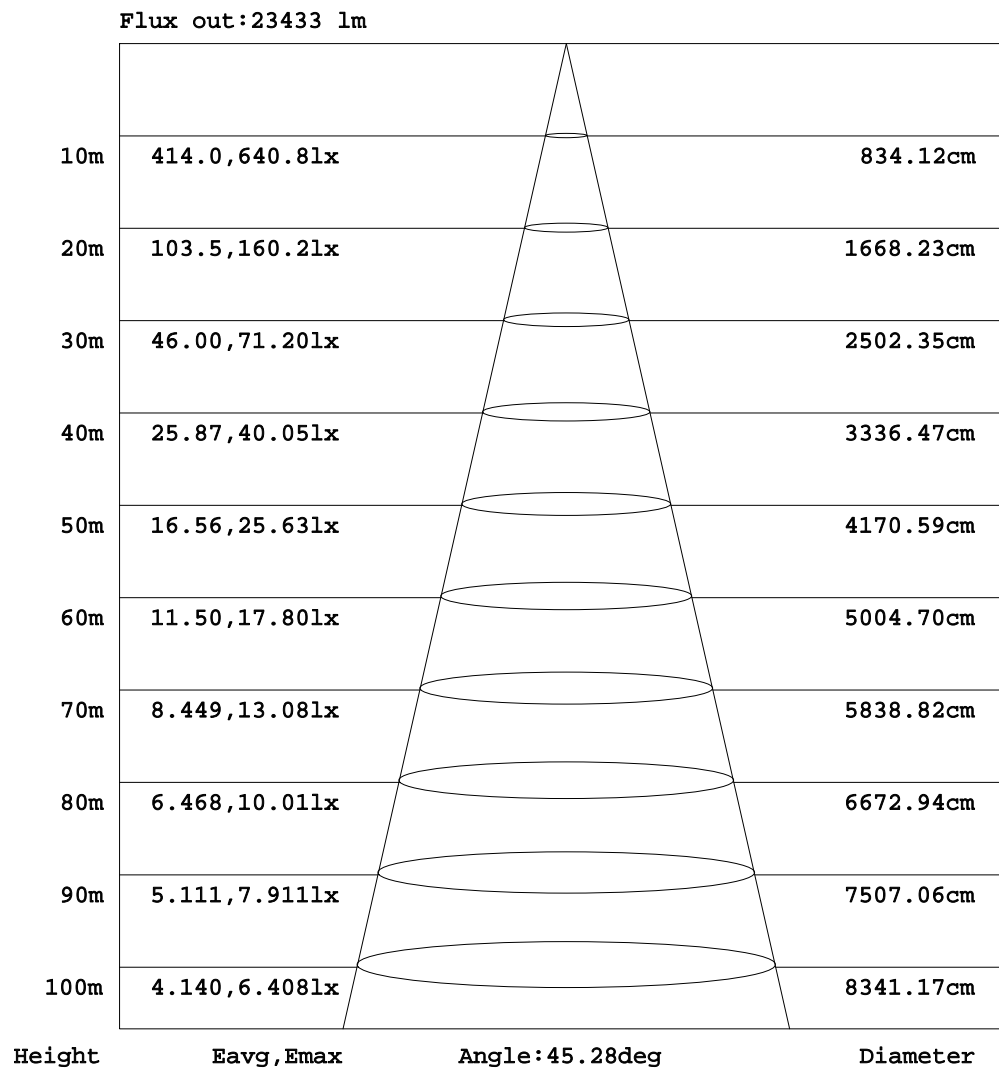 Flux out:23433 lm
10m 414.0,640.8lx 834.12cm
20m 103.5,160.2lx 1668.23cm
30m 46.00,71.20lx 2502.35cm
40m 25.87,40.05lx 3336.47cm
50m 16.56,25.63lx 4170.59cm
60m 11.50,17.80lx 5004.70cm
70m 8.449,13.08lx 5838.82cm
80m 6.468,10.01lx 6672.94cm
90m 5.111,7.911lx 7507.06cm
100m 4.140,6.408lx 8341.17cm
Height Eavg,Emax Angle:45.28deg Diameter